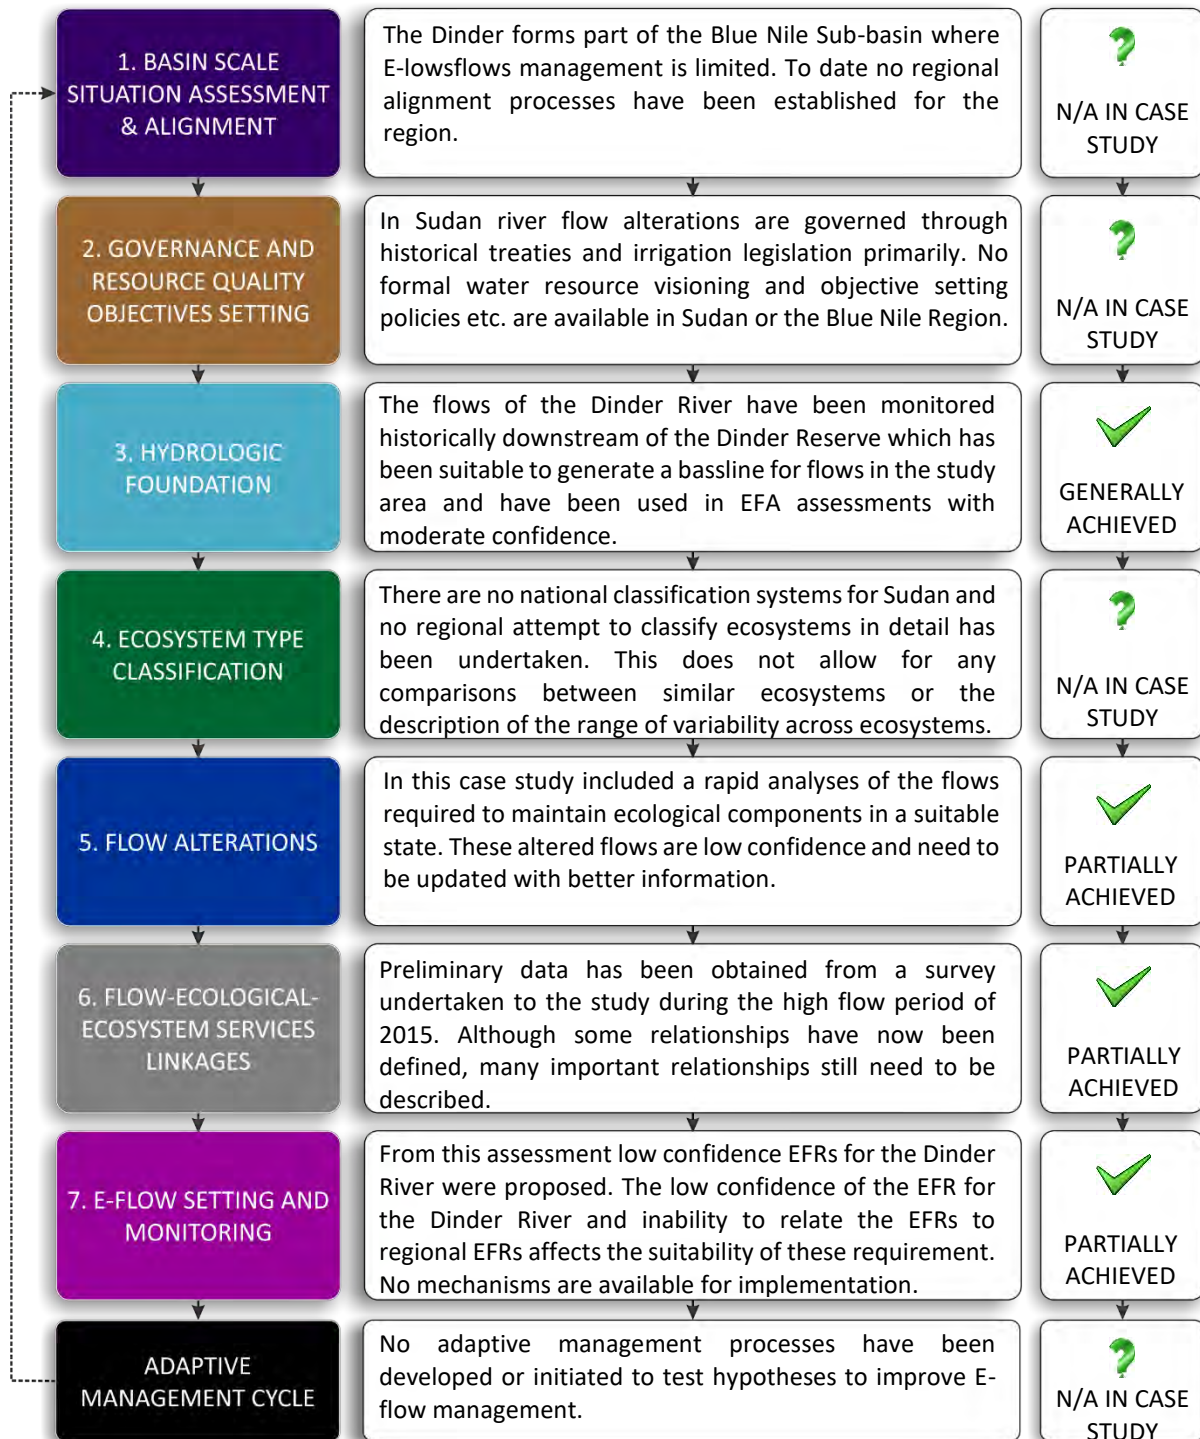 1. BASIN SCALE
SITUATION ASSESSMENT
& ALIGNMENT
The Dinder forms part of the Blue Nile Sub-basin where
E-lowsflows management is limited. To date no regional
alignment processes have been established for the
region.
?
N/A IN CASE
STUDY
2. GOVERNANCE AND
RESOURCE QUALITY
OBJECTIVES SETTING
In Sudan river flow alterations are governed through
historical treaties and irrigation legislation primarily. No
formal water resource visioning and objective setting
policies etc. are available in Sudan or the Blue Nile Region.
?
N/A IN CASE
STUDY
3. HYDROLOGIC
FOUNDATION
The flows of the Dinder River have been monitored
historically downstream of the Dinder Reserve which has
been suitable to generate a bassline for flows in the study
area and have been used in EFA assessments with
moderate confidence.
GENERALLY
ACHIEVED
4. ECOSYSTEM TYPE
CLASSIFICATION
There are no national classification systems for Sudan and
no regional attempt to classify ecosystems in detail has
been undertaken. This does not allow for any
comparisons between similar ecosystems or the
description of the range of variability across ecosystems.
?
N/A IN CASE
STUDY
5. FLOW ALTERATIONS
In this case study included a rapid analyses of the flows
required to maintain ecological components in a suitable
state. These altered flows are low confidence and need to
be updated with better information.
PARTIALLY
ACHIEVED
6. FLOW-ECOLOGICAL-
ECOSYSTEM SERVICES
LINKAGES
Preliminary data has been obtained from a survey
undertaken to the study during the high flow period of
2015. Although some relationships have now been
defined, many important relationships still need to be
described.
PARTIALLY
ACHIEVED
7. E-FLOW SETTING AND
MONITORING
From this assessment low confidence EFRs for the Dinder
River were proposed. The low confidence of the EFR for
the Dinder River and inability to relate the EFRs to
regional EFRs affects the suitability of these requirement.
No mechanisms are available for implementation.
PARTIALLY
ACHIEVED
ADAPTIVE
MANAGEMENT CYCLE
No adaptive management processes have been
developed or initiated to test hypotheses to improve E-
flow management.
?
N/A IN CASE
STUDY